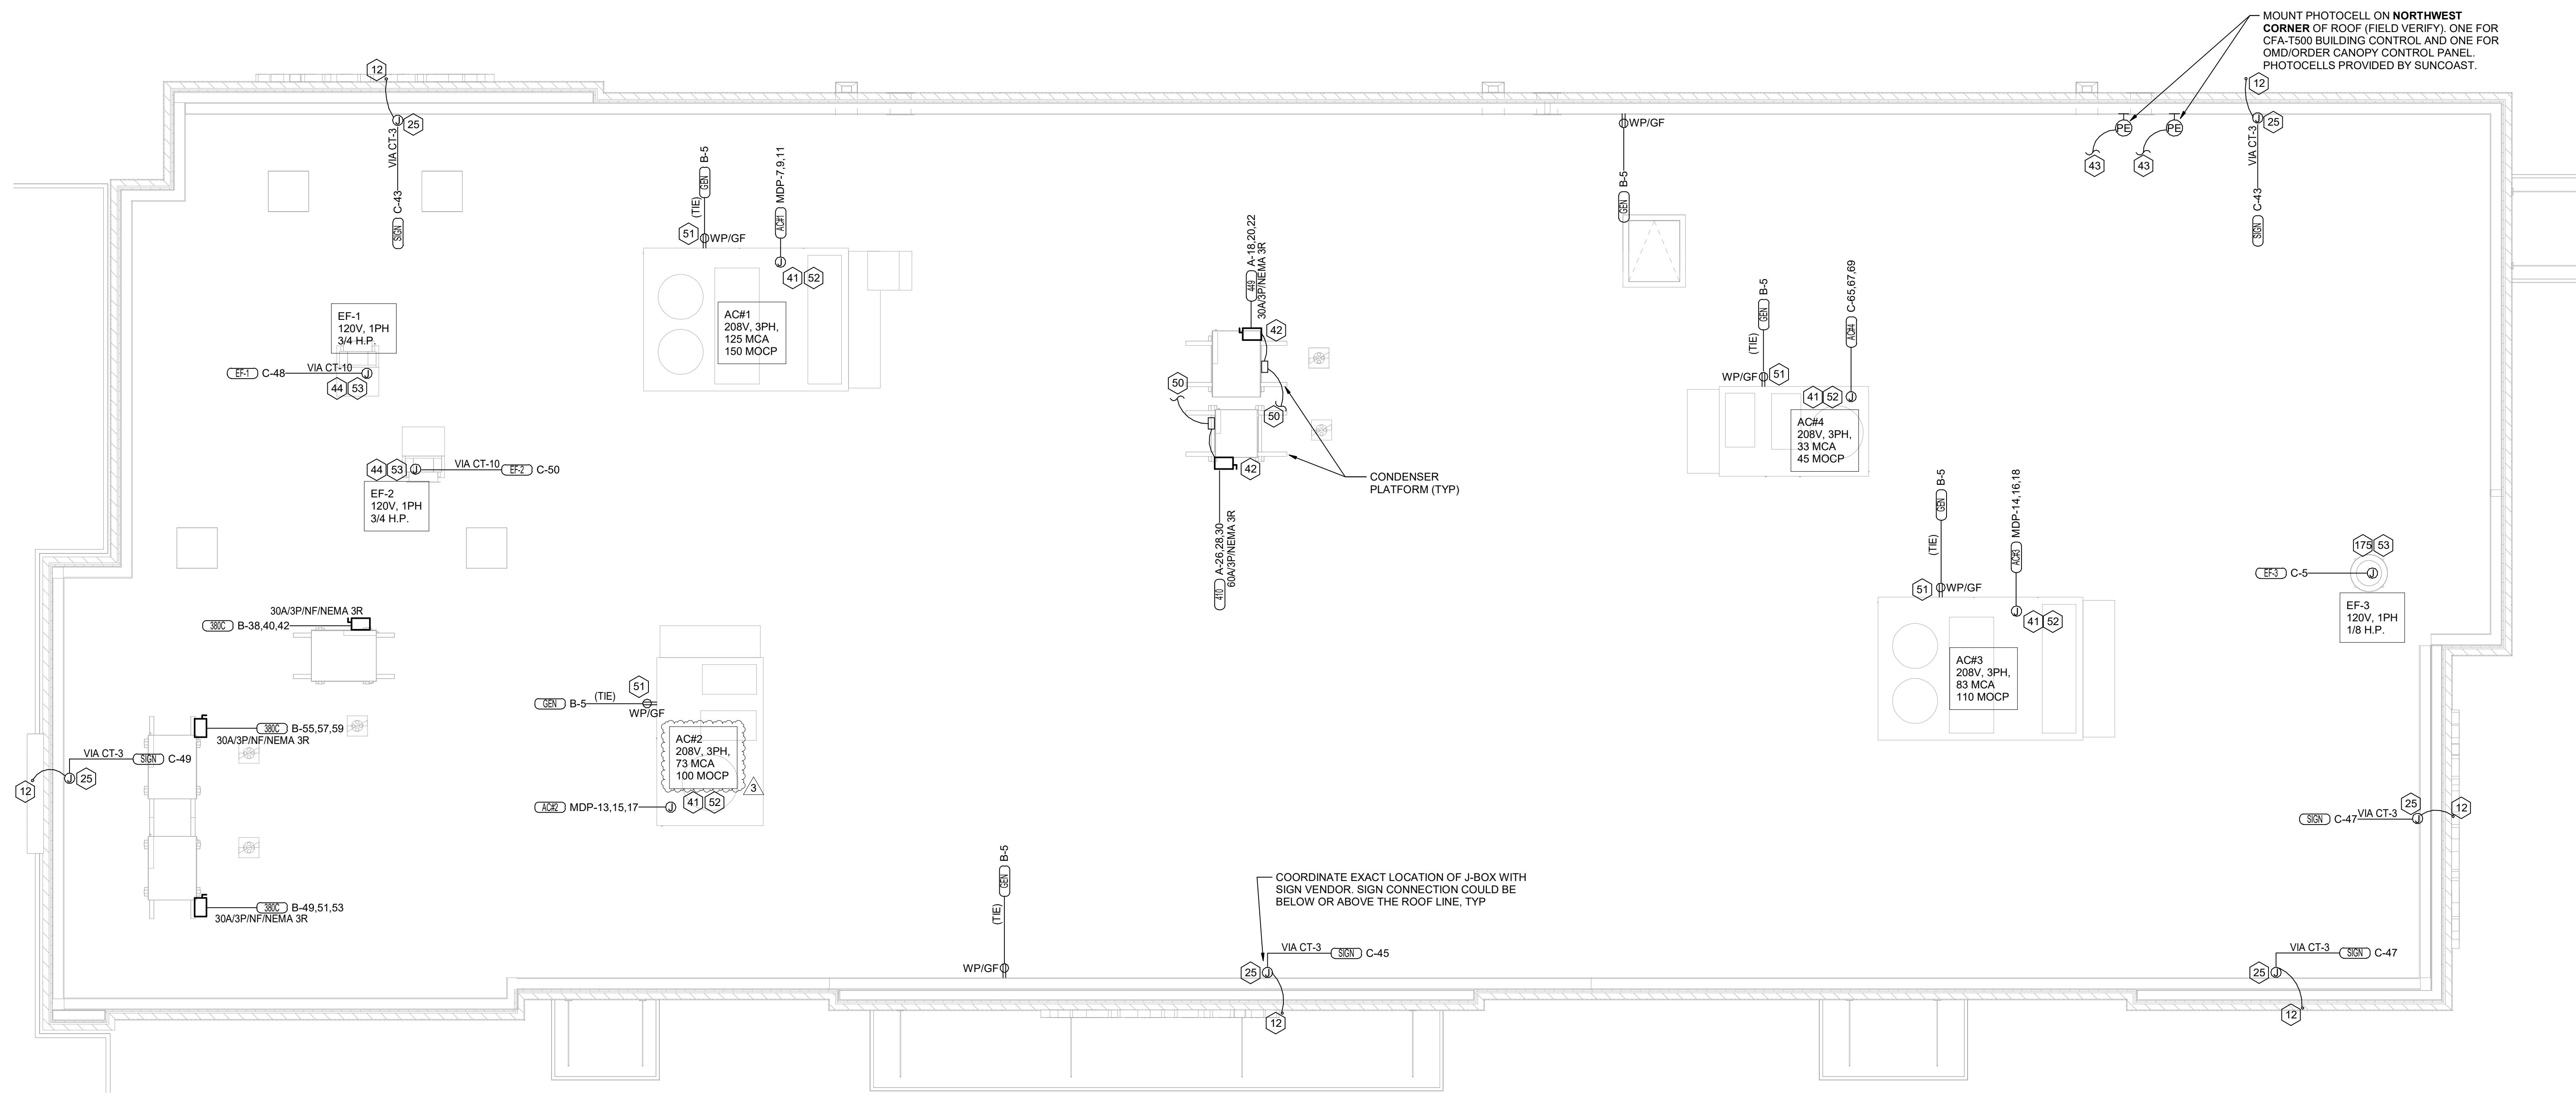 MOUNT PHOTOCELL ON NORTHWEST
CORNER OF ROOF (FIELD VERIFY). ONE FOR
CFA-T500 BUILDING CONTROL AND ONE FOR
OMD/ORDER CANOPY CONTROL PANEL.
PHOTOCELLS PROVIDED BY SUNCOAST.
12
J
25
VIA CT-3
C-43
SIGN
B-5
GEN
(TIE)
51
WP/GF
MDP-7,9,11
AC#1
J
41
52
AC#1
208V, 3PH,
125 MCA
150 MOCP
WP/GF
B-5
GEN
PE
PE
43
43
12
J
25
VIA CT-3
C-43
SIGN
A-18,20,22
30A/3P/NEMA 3R
449
42
50
50
42
CONDENSER
PLATFORM (TYP)
A-26,28,30
60A/3P/NEMA 3R
410
EF-1
120V, 1PH
3/4 H.P.
EF-1
C-48
VIA CT-10
J
44
53
44
53
J
VIA CT-10
EF-2
C-50
EF-2
120V, 1PH
3/4 H.P.
B-5
GEN
(TIE)
WP/GF
51
C-65,67,69
AC#4
41
52
J
AC#4
208V, 3PH,
33 MCA
45 MOCP
B-5
GEN
(TIE)
51
WP/GF
MDP-14,16,18
AC#3
J
41
52
AC#3
208V, 3PH,
83 MCA
110 MOCP
175
53
EF-3
C-5
J
EF-3
120V, 1PH
1/8 H.P.
30A/3P/NF/NEMA 3R
380C
B-38,40,42
380C
B-55,57,59
30A/3P/NF/NEMA 3R
VIA CT-3
SIGN
C-49
12
J
25
380C
B-49,51,53
30A/3P/NF/NEMA 3R
51
GEN
B-5
(TIE)
WP/GF
AC#2
208V, 3PH,
73 MCA
100 MOCP
3
AC#2
MDP-13,15,17
J
41
52
B-5
GEN
(TIE)
WP/GF
COORDINATE EXACT LOCATION OF J-BOX WITH
SIGN VENDOR. SIGN CONNECTION COULD BE
BELOW OR ABOVE THE ROOF LINE, TYP
VIA CT-3
SIGN
C-45
25
J
12
25
12
SIGN
C-47
VIA CT-3
J
VIA CT-3
SIGN
C-47
25
J
12